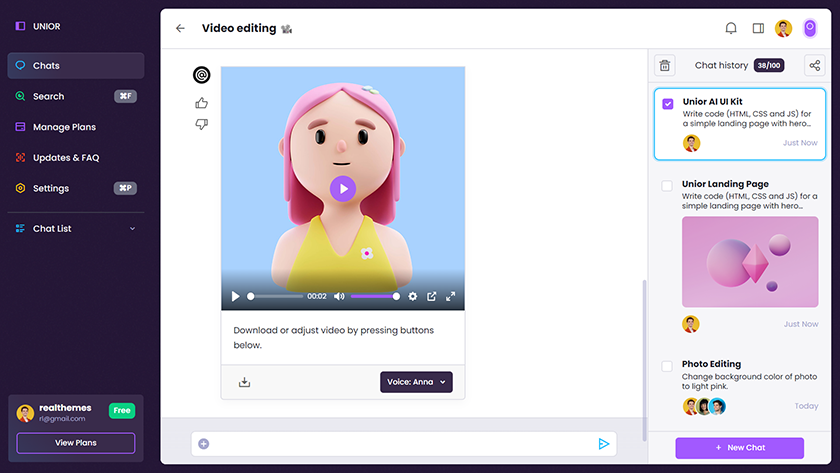 UNIOR
Chats
Search
⌘F
Manage Plans
Updates & FAQ
Settings
⌘P
Chat List
realthemes
rl@gmail.com
Free
View Plans
Video editing
00:02
Download or adjust video by pressing buttons
below.
Voice: Anna
Chat history
38/100
Unior AI UI Kit
Write code (HTML, CSS and JS) for
a simple landing page with hero...
Just Now
Unior Landing Page
Write code (HTML, CSS and JS) for a
simple landing page with hero...
Just Now
Photo Editing
Change background color of photo
to light pink.
Today
+ New Chat